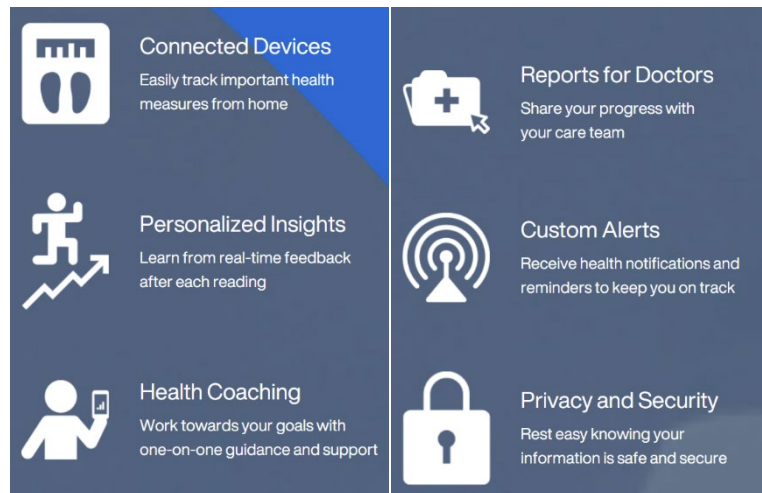 Connected Devices
Easily track important health
measures from home
Personalized Insights
Learn from real-time feedback
after each reading
Health Coaching
Work towards your goals with
one-on-one guidance and support
Reports for Doctors
Share your progress with
your care team
Custom Alerts
Receive health notifications and
reminders to keep you on track
Privacy and Security
Rest easy knowing your
information is safe and secure